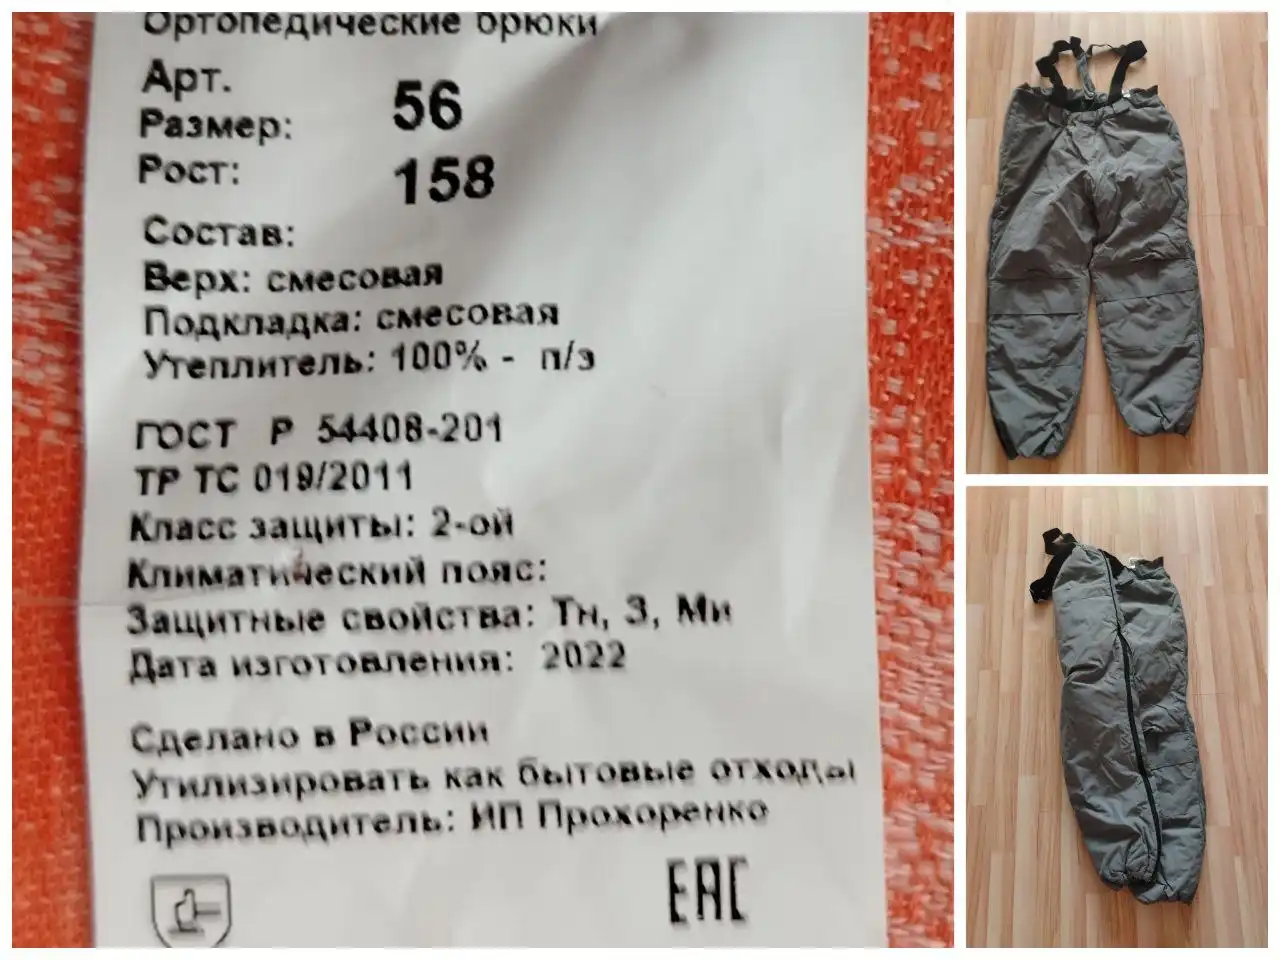 Ортопедические брюки
Арт.
Размер: 56
Рост: 158
Состав:
Верх: смесовая
Подкладка: смесовая
Утеплитель: 100% - п/э
ГОСТ Р 54408-201
ТР ТС 019/2011
Класс защиты: 2-ой
Климатический пояс:
Защитные свойства: Тн, З, Ми
Дата изготовления: 2022
Сделано в России
Утилизировать как бытовые отходы
Производитель: ИП Прохоренко
EAC